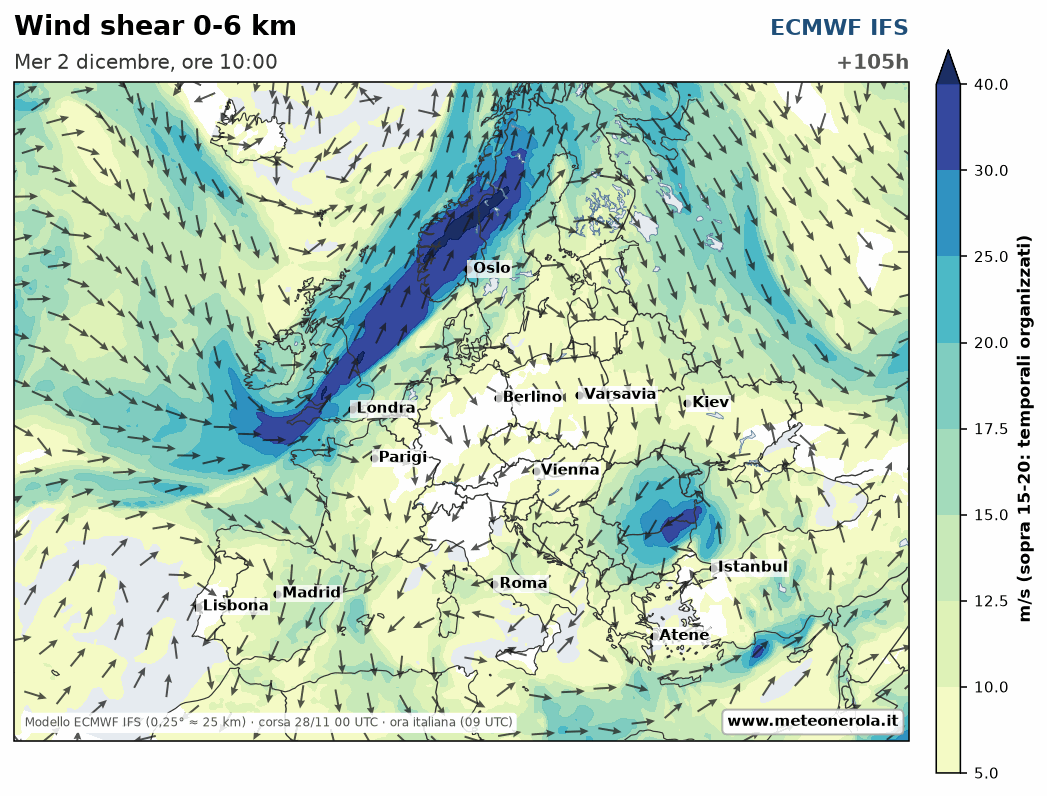 Wind shear 0-6 km
ECMWF IFS
Mer 2 dicembre, ore 10:00
+105h
40.0
30.0
25.0
20.0
17.5
15.0
12.5
10.0
5.0
m/s (sopra 15-20: temporali organizzati)
Oslo
Londra
Berlino
Varsavia
Kiev
Parigi
Vienna
Istanbul
Roma
Madrid
Lisbona
Atene
Modello ECMWF IFS (0,25° ≈ 25 km) · corsa 28/11 00 UTC · ora italiana (09 UTC)
www.meteonerola.it